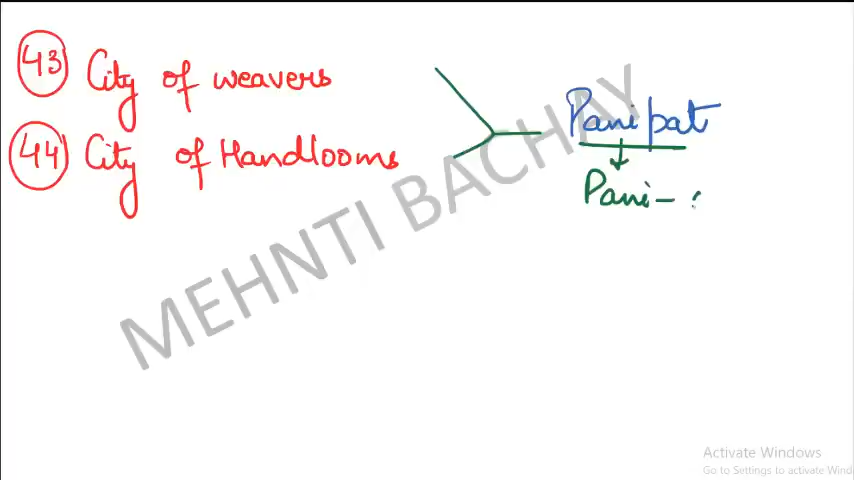 43 City of weavers
44 City of Handlooms
Panipat
Pani-
MEHNTI BACHAY
Activate Windows
Go to Settings to activate Wind